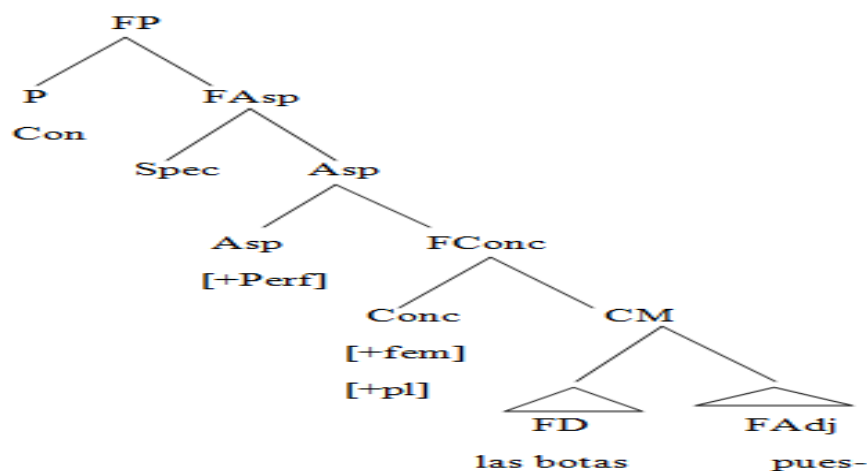 FP
P FAsp
Con
Spec Asp
Asp FConc
[+Perf]
Conc CM
[+fem]
[+pl]
FD FAdj
las botas pues-